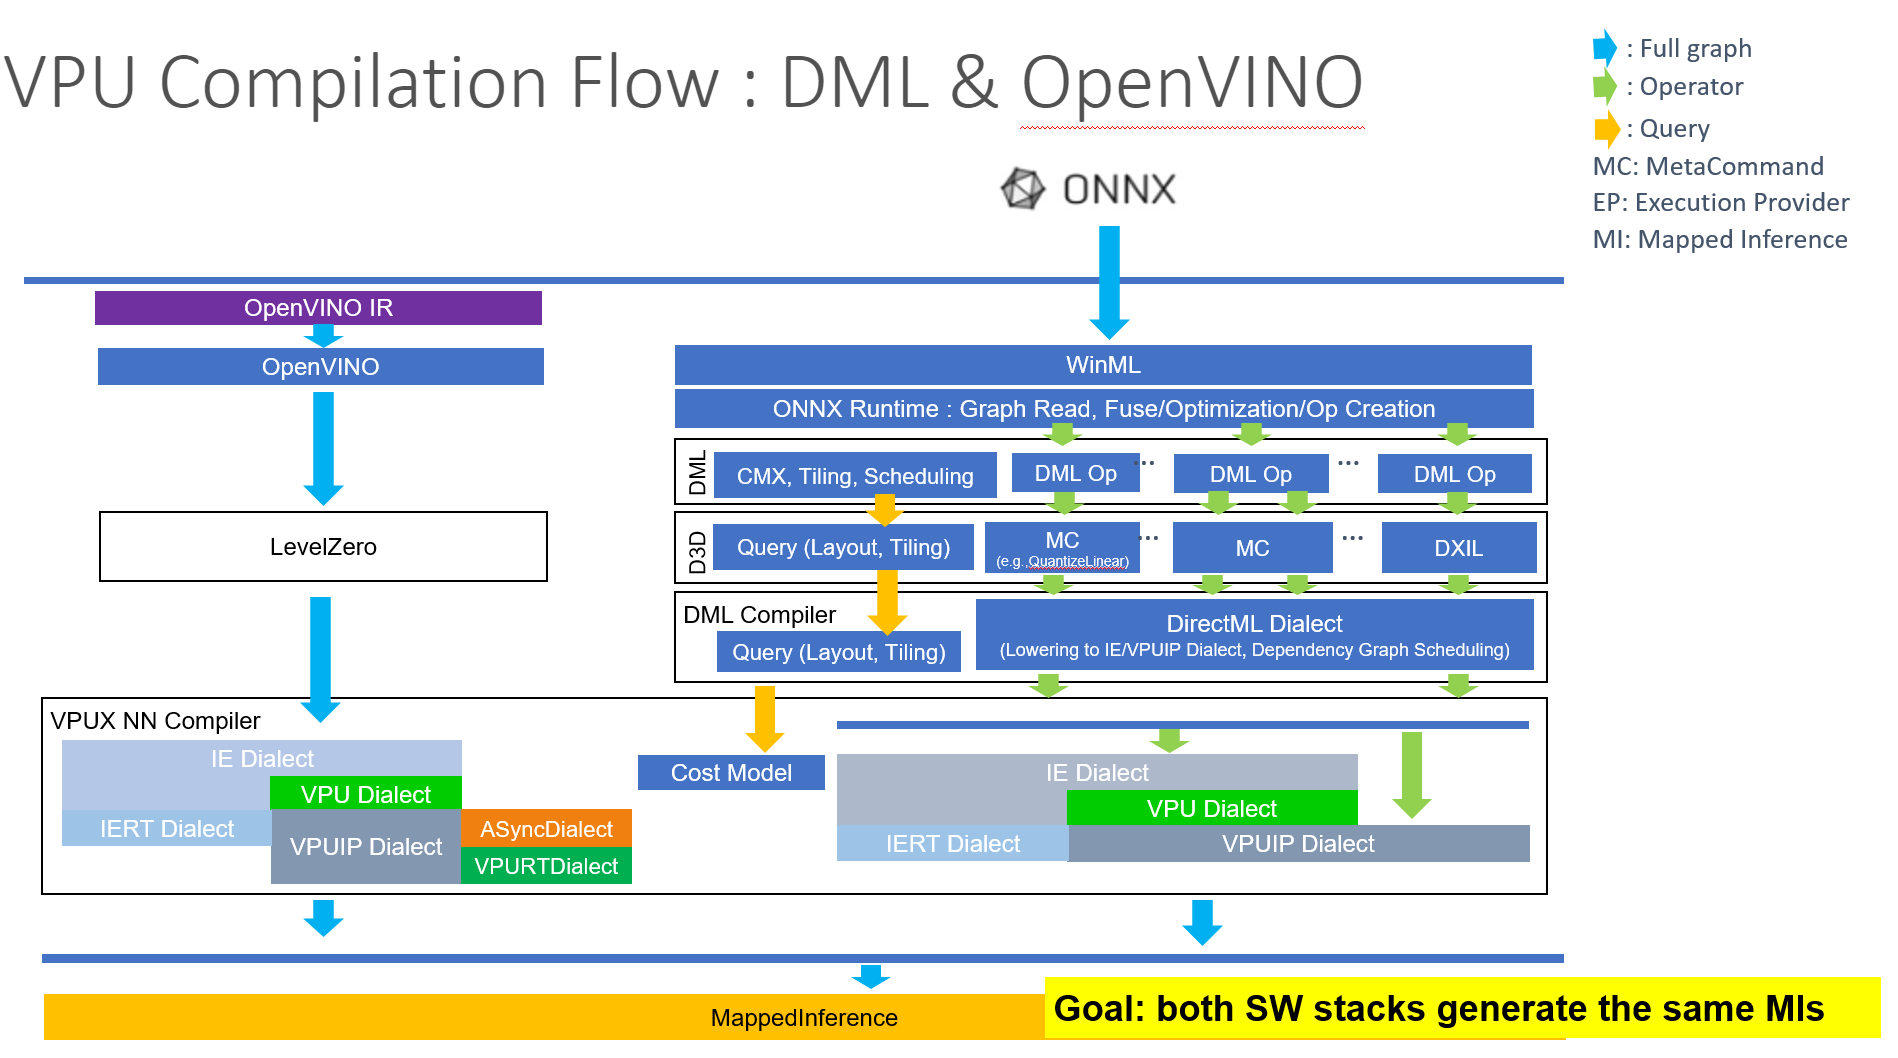 VPU Compilation Flow : DML & OpenVINO
: Full graph
: Operator
: Query
MC: MetaCommand
EP: Execution Provider
MI: Mapped Inference
ONNX
OpenVINO IR
OpenVINO
LevelZero
WinML
ONNX Runtime : Graph Read, Fuse/Optimization/Op Creation
DML
CMX, Tiling, Scheduling
DML Op
...
DML Op
...
DML Op
D3D
Query (Layout, Tiling)
MC
(e.g.,QuantizeLinear)
...
MC
...
DXIL
DML Compiler
Query (Layout, Tiling)
DirectML Dialect
(Lowering to IE/VPUIP Dialect, Dependency Graph Scheduling)
VPUX NN Compiler
IE Dialect
VPU Dialect
IERT Dialect
VPUIP Dialect
ASyncDialect
VPURTDialect
Cost Model
IE Dialect
VPU Dialect
IERT Dialect
VPUIP Dialect
MappedInference
Goal: both SW stacks generate the same MIs